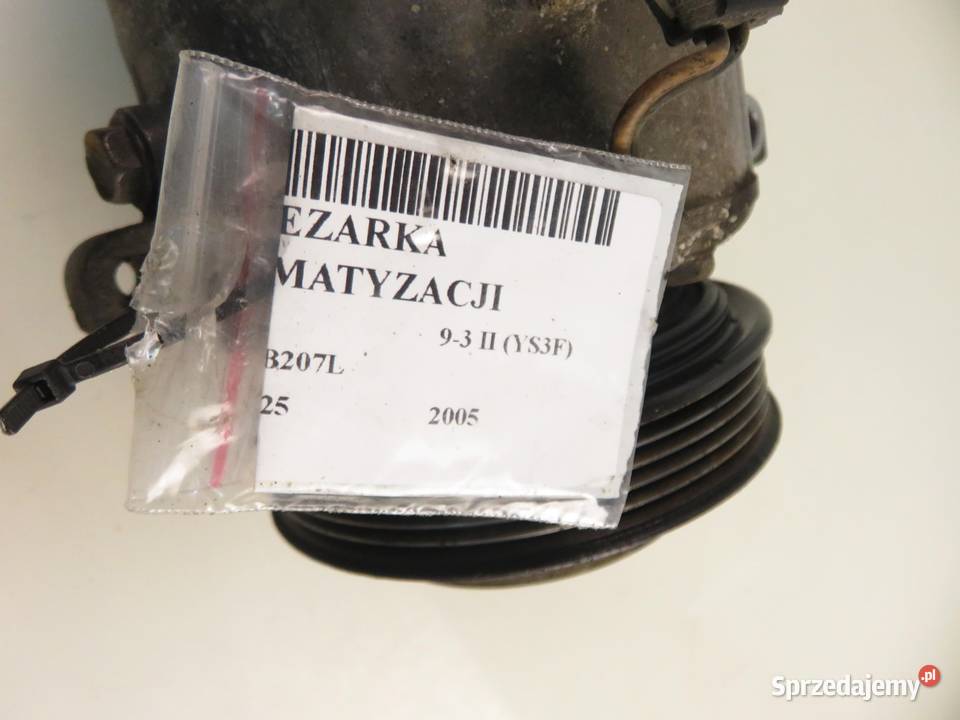 EZARKA
MATYZACJI
9-3 II (YS3F)
B207L
25
2005
Sprzedajemy.pl